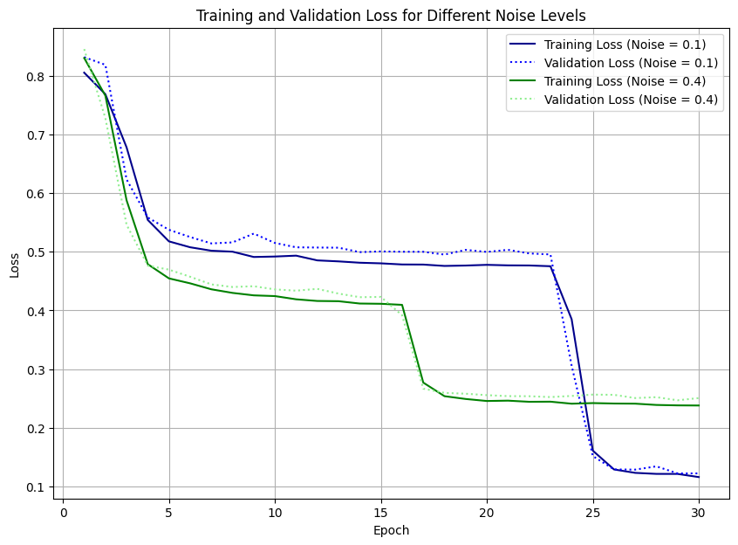 Training and Validation Loss for Different Noise Levels
Training Loss (Noise = 0.1)
Validation Loss (Noise = 0.1)
Training Loss (Noise = 0.4)
Validation Loss (Noise = 0.4)
Loss
0.8
0.7
0.6
0.5
0.4
0.3
0.2
0.1
0 5 10 15 20 25 30
Epoch